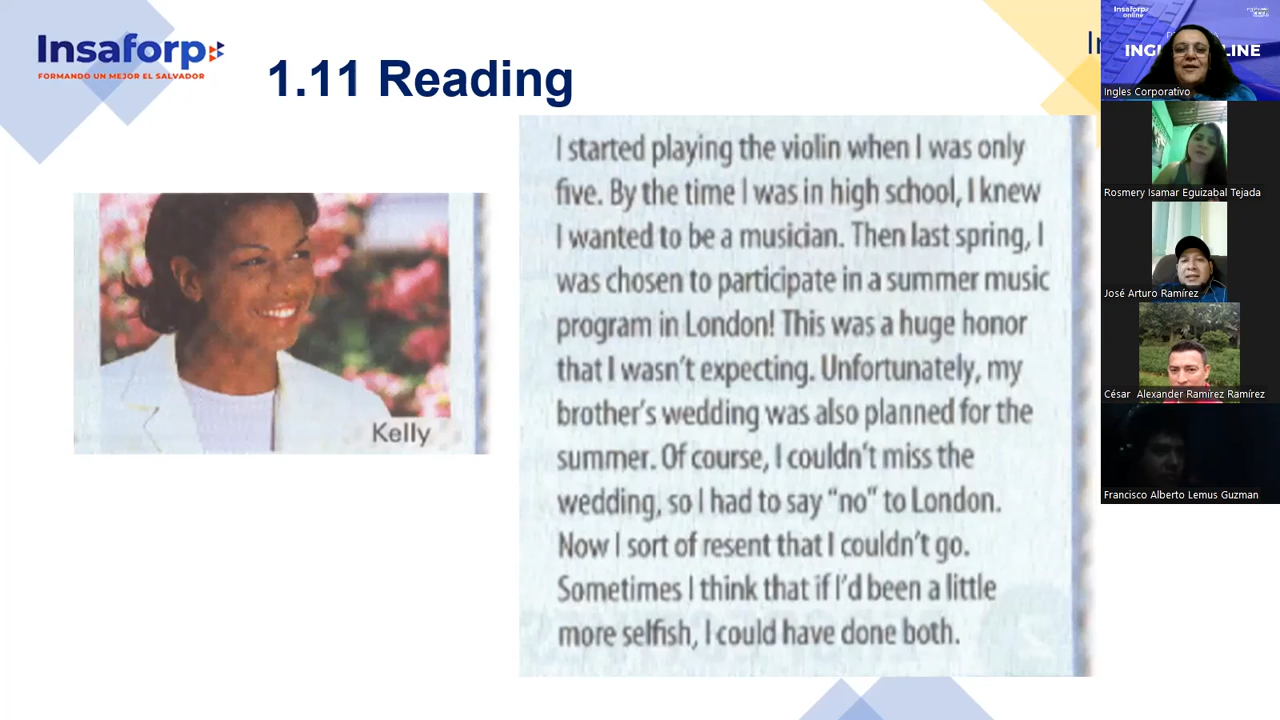 Insaforp
FORMANDO UN MEJOR EL SALVADOR
1.11 Reading
I started playing the violin when I was only
five. By the time I was in high school, I knew
I wanted to be a musician. Then last spring, I
was chosen to participate in a summer music
program in London! This was a huge honor
that I wasn't expecting. Unfortunately, my
brother's wedding was also planned for the
summer. Of course, I couldn't miss the
wedding, so I had to say “no” to London.
Now I sort of resent that I couldn't go.
Sometimes I think that if I'd been a little
more selfish, I could have done both.
Kelly
Insaforp
online
Ingles Corporativo
Rosmery Isamar Eguizabal Tejada
José Arturo Ramírez
César Alexander Ramírez Ramírez
Francisco Alberto Lemus Guzman